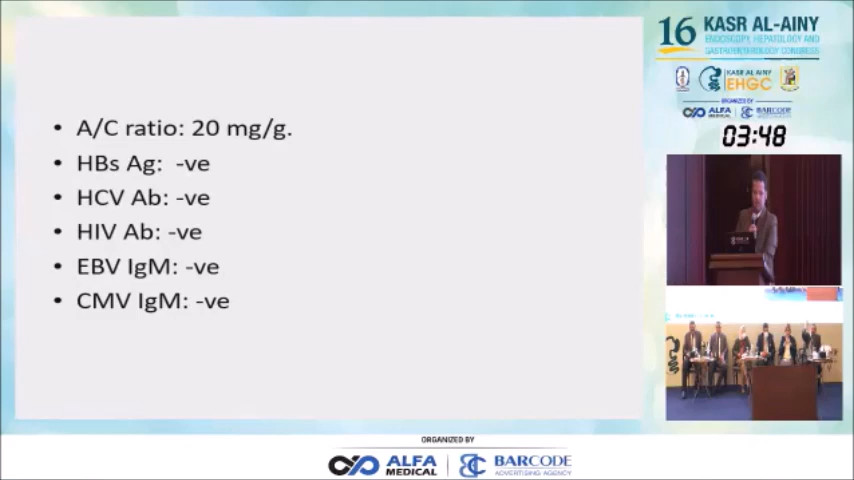 • A/C ratio: 20 mg/g.
• HBs Ag:  -ve
• HCV Ab: -ve
• HIV Ab: -ve
• EBV IgM: -ve
• CMV IgM: -ve
16 KASR AL-AINY
ENDOSCOPY, HEPATOLOGY AND
GASTROENTEROLOGY CONGRESS
KASR AL AINY
EHGC
ORGANIZED BY
ALFA
MEDICAL
BARCODE
03:48
ORGANIZED BY
ALFA
MEDICAL
BARCODE
ADVERTISING AGENCY